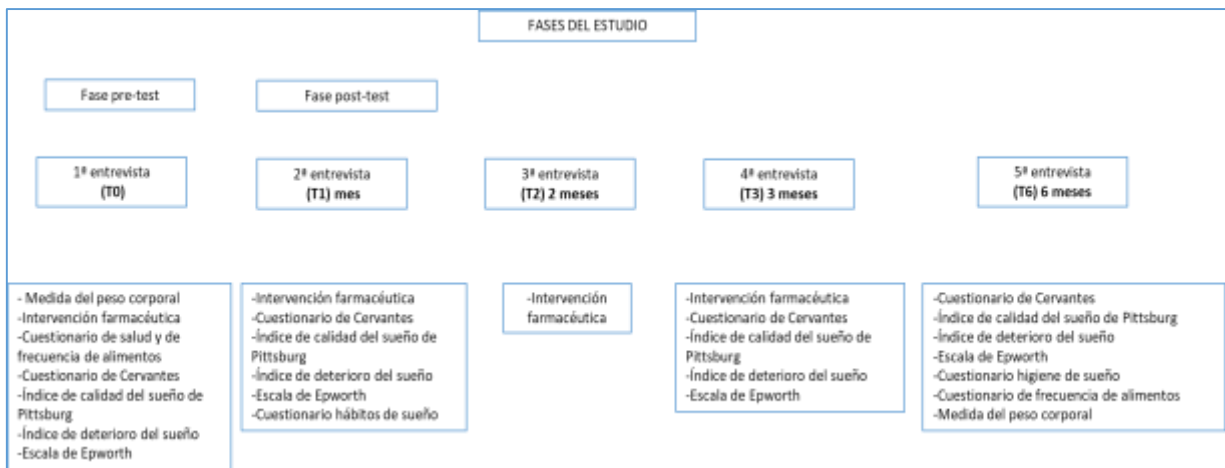 FASES DEL ESTUDIO
Fase pre-test
Fase post-test
1ª entrevista
(T0)
2ª entrevista
(T1) mes
3ª entrevista
(T2) 2 meses
4ª entrevista
(T3) 3 meses
5ª entrevista
(T6) 6 meses
- Medida del peso corporal
-Intervención farmacéutica
-Cuestionario de salud y de
frecuencia de alimentos
-Cuestionario de Cervantes
-Índice de calidad del sueño de
Pittsburg
-Índice de deterioro del sueño
-Escala de Epworth
-Intervención farmacéutica
-Cuestionario de Cervantes
-Índice de calidad del sueño de
Pittsburg
-Índice de deterioro del sueño
-Escala de Epworth
-Cuestionario hábitos de sueño
-Intervención
farmacéutica
-Intervención farmacéutica
-Cuestionario de Cervantes
-Índice de calidad del sueño de
Pittsburg
-Índice de deterioro del sueño
-Escala de Epworth
-Cuestionario de Cervantes
-Índice de calidad del sueño de Pittsburg
-Índice de deterioro del sueño
-Escala de Epworth
-Cuestionario higiene de sueño
-Cuestionario de frecuencia de alimentos
-Medida del peso corporal